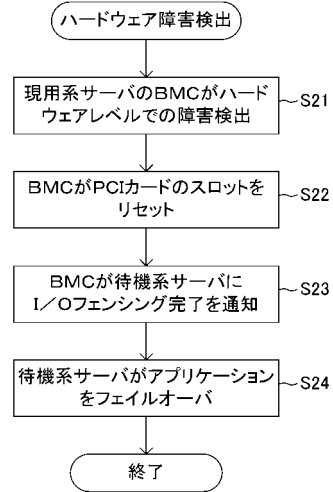 ハードウェア障害検出
現用系サーバのBMCがハード
ウェアレベルでの障害検出
S21
BMCがPCIカードのスロットを
リセット
S22
BMCが待機系サーバに
I/Oフェンシング完了を通知
S23
待機系サーバがアプリケーション
をフェイルオーバ
S24
終了